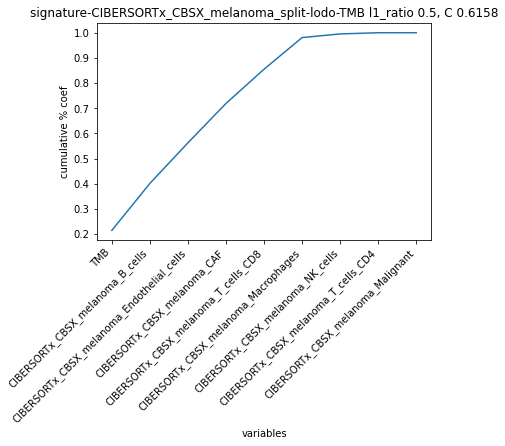 signature-CIBERSORTx_CBSX_melanoma_split-lodo-TMB l1_ratio 0.5, C 0.6158
1.0
0.9
0.8
0.7
0.6
0.5
0.4
0.3
0.2
cumulative % coef
TMB
CIBERSORTx_CBSX_melanoma_B_cells
CIBERSORTx_CBSX_melanoma_Endothelial_cells
CIBERSORTx_CBSX_melanoma_CAF
CIBERSORTx_CBSX_melanoma_T_cells_CD8
CIBERSORTx_CBSX_melanoma_Macrophages
CIBERSORTx_CBSX_melanoma_NK_cells
CIBERSORTx_CBSX_melanoma_T_cells_CD4
CIBERSORTx_CBSX_melanoma_Malignant
variables